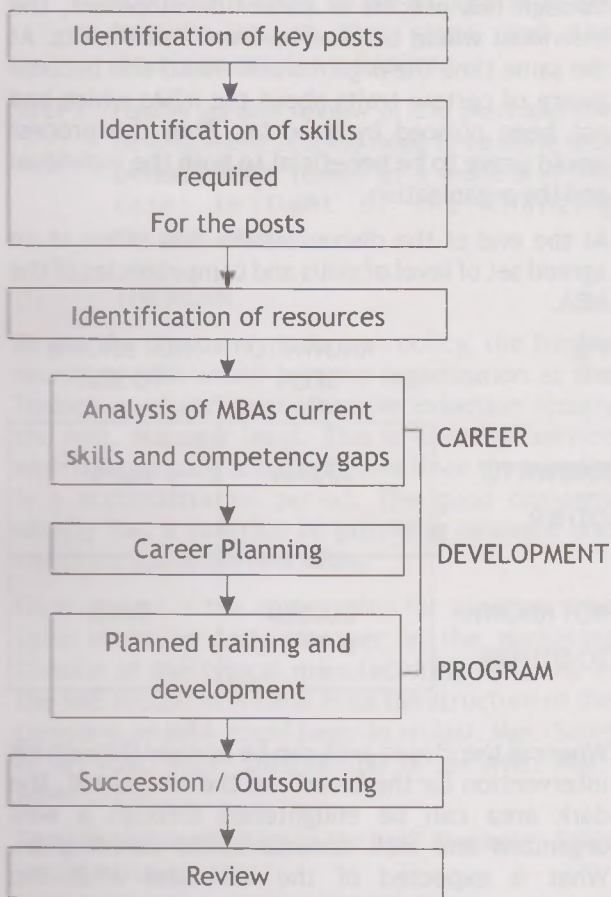 Identification of key posts
Identification of skills
required
For the posts
Identification of resources
Analysis of MBAs current
skills and competency gaps
CAREER
Career Planning
DEVELOPMENT
Planned training and
development
PROGRAM
Succession / Outsourcing
Review